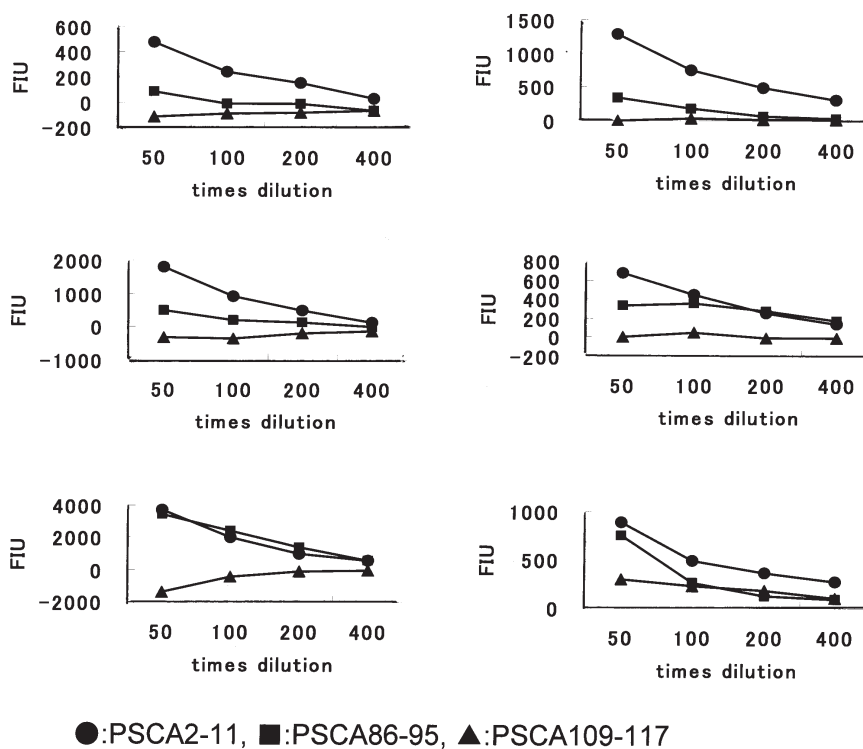 600
400
200
0
-200
FIU
50 100 200 400
times dilution
1500
1000
500
0
FIU
50 100 200 400
times dilution
2000
1000
0
-1000
FIU
50 100 200 400
times dilution
800
600
400
200
0
-200
FIU
50 100 200 400
times dilution
4000
2000
0
-2000
FIU
50 100 200 400
times dilution
1000
500
0
FIU
50 100 200 400
times dilution
●:PSCA2-11, ■:PSCA86-95, ▲:PSCA109-117